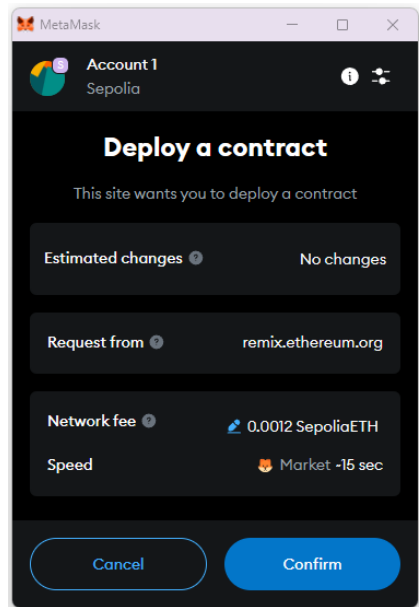 MetaMask
Account 1
S
Sepolia
Deploy a contract
This site wants you to deploy a contract
Estimated changes ? No changes
Request from ? remix.ethereum.org
Network fee ? 0.0012 SepoliaETH
Speed Market ~15 sec
Cancel Confirm